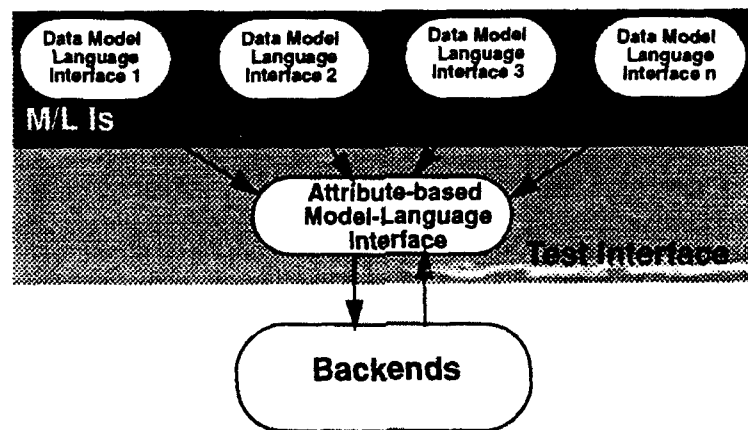 Data Model
Language
Interface 1
Data Model
Language
Interface 2
Data Model
Language
Interface 3
Data Model
Language
Interface n
M/L Is
Attribute-based
Model-Language
Interface
Test Interface
Backends